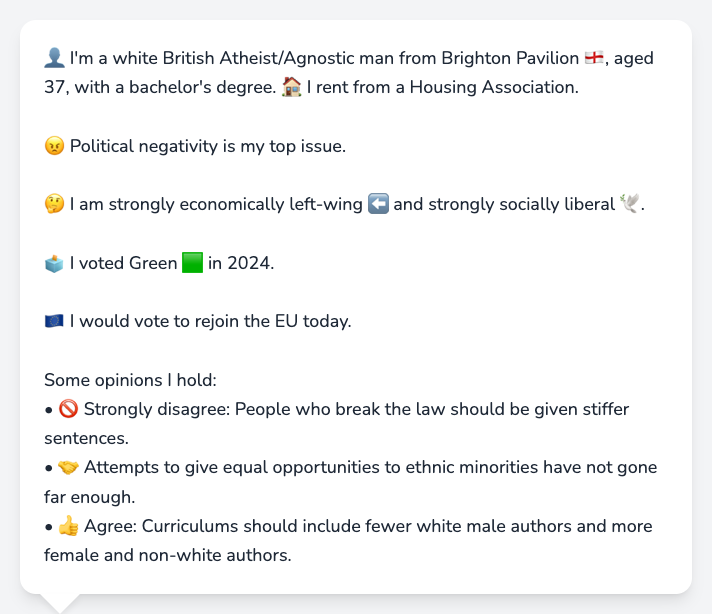 👤 I'm a white British Atheist/Agnostic man from Brighton Pavilion 🏴󠁧󠁢󠁥󠁮󠁧󠁿, aged
37, with a bachelor's degree. 🏠 I rent from a Housing Association.
😠 Political negativity is my top issue.
🤔 I am strongly economically left-wing ⬅️ and strongly socially liberal 🕊️.
🗳️ I voted Green 🟩 in 2024.
🇪🇺 I would vote to rejoin the EU today.
Some opinions I hold:
• 🚫 Strongly disagree: People who break the law should be given stiffer
sentences.
• 🤝 Attempts to give equal opportunities to ethnic minorities have not gone
far enough.
• 👍 Agree: Curriculums should include fewer white male authors and more
female and non-white authors.